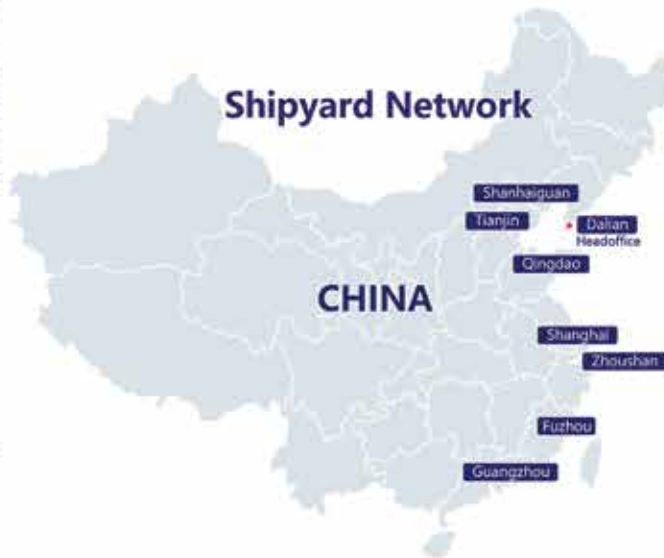 Shipyard Network
Shanhaiguan
Tianjin
Dalian
Headoffice
Qingdao
CHINA
Shanghai
Zhoushan
Fuzhou
Guangzhou